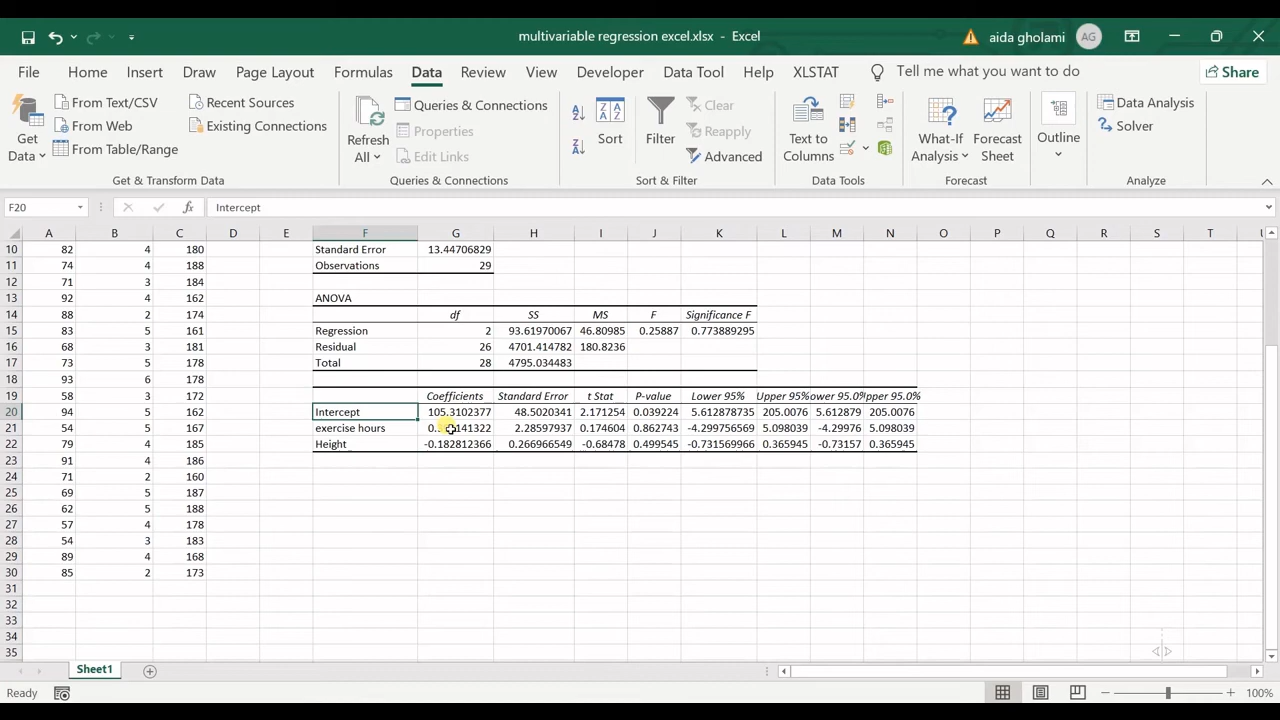 multivariable regression excel.xlsx - Excel
aida gholami AG
File Home Insert Draw Page Layout Formulas Data Review View Developer Data Tool Help XLSTAT Tell me what you want to do Share
Get Data
From Text/CSV
From Web
From Table/Range
Recent Sources
Existing Connections
Refresh All
Queries & Connections
Properties
Edit Links
Sort
Filter
Clear
Reapply
Advanced
Text to Columns
What-If Analysis
Forecast Sheet
Outline
Data Analysis
Solver
Get & Transform Data Queries & Connections Sort & Filter Data Tools Forecast Analyze
F20 fx Intercept
A B C D E F G H I J K L M N O P Q R S T U
10 82 4 180 Standard Error 13.44706829
11 74 4 188 Observations 29
12 71 3 184
13 92 4 162 ANOVA
14 88 2 174 df SS MS F Significance F
15 83 5 161 Regression 2 93.61970067 46.80985 0.25887 0.773889295
16 68 3 181 Residual 26 4701.414782 180.8236
17 73 5 178 Total 28 4795.034483
18 93 6 178
19 58 3 172 Coefficients Standard Error t Stat P-value Lower 95% Upper 95% ower 95.0% pper 95.0%
20 94 5 162 Intercept 105.3102377 48.5020341 2.171254 0.039224 5.612878735 205.0076 5.612879 205.0076
21 54 5 167 exercise hours 2.28597937 0.174604 0.862743 -4.299756569 5.098039 -4.29976 5.098039
22 79 4 185 Height -0.182812366 0.266966549 -0.68478 0.499545 -0.731569966 0.365945 -0.73157 0.365945
23 91 4 186
24 71 2 160
25 69 5 187
26 62 5 188
27 57 4 178
28 54 3 183
29 89 4 168
30 85 2 173
31
32
33
34
35
Sheet1
Ready 100%